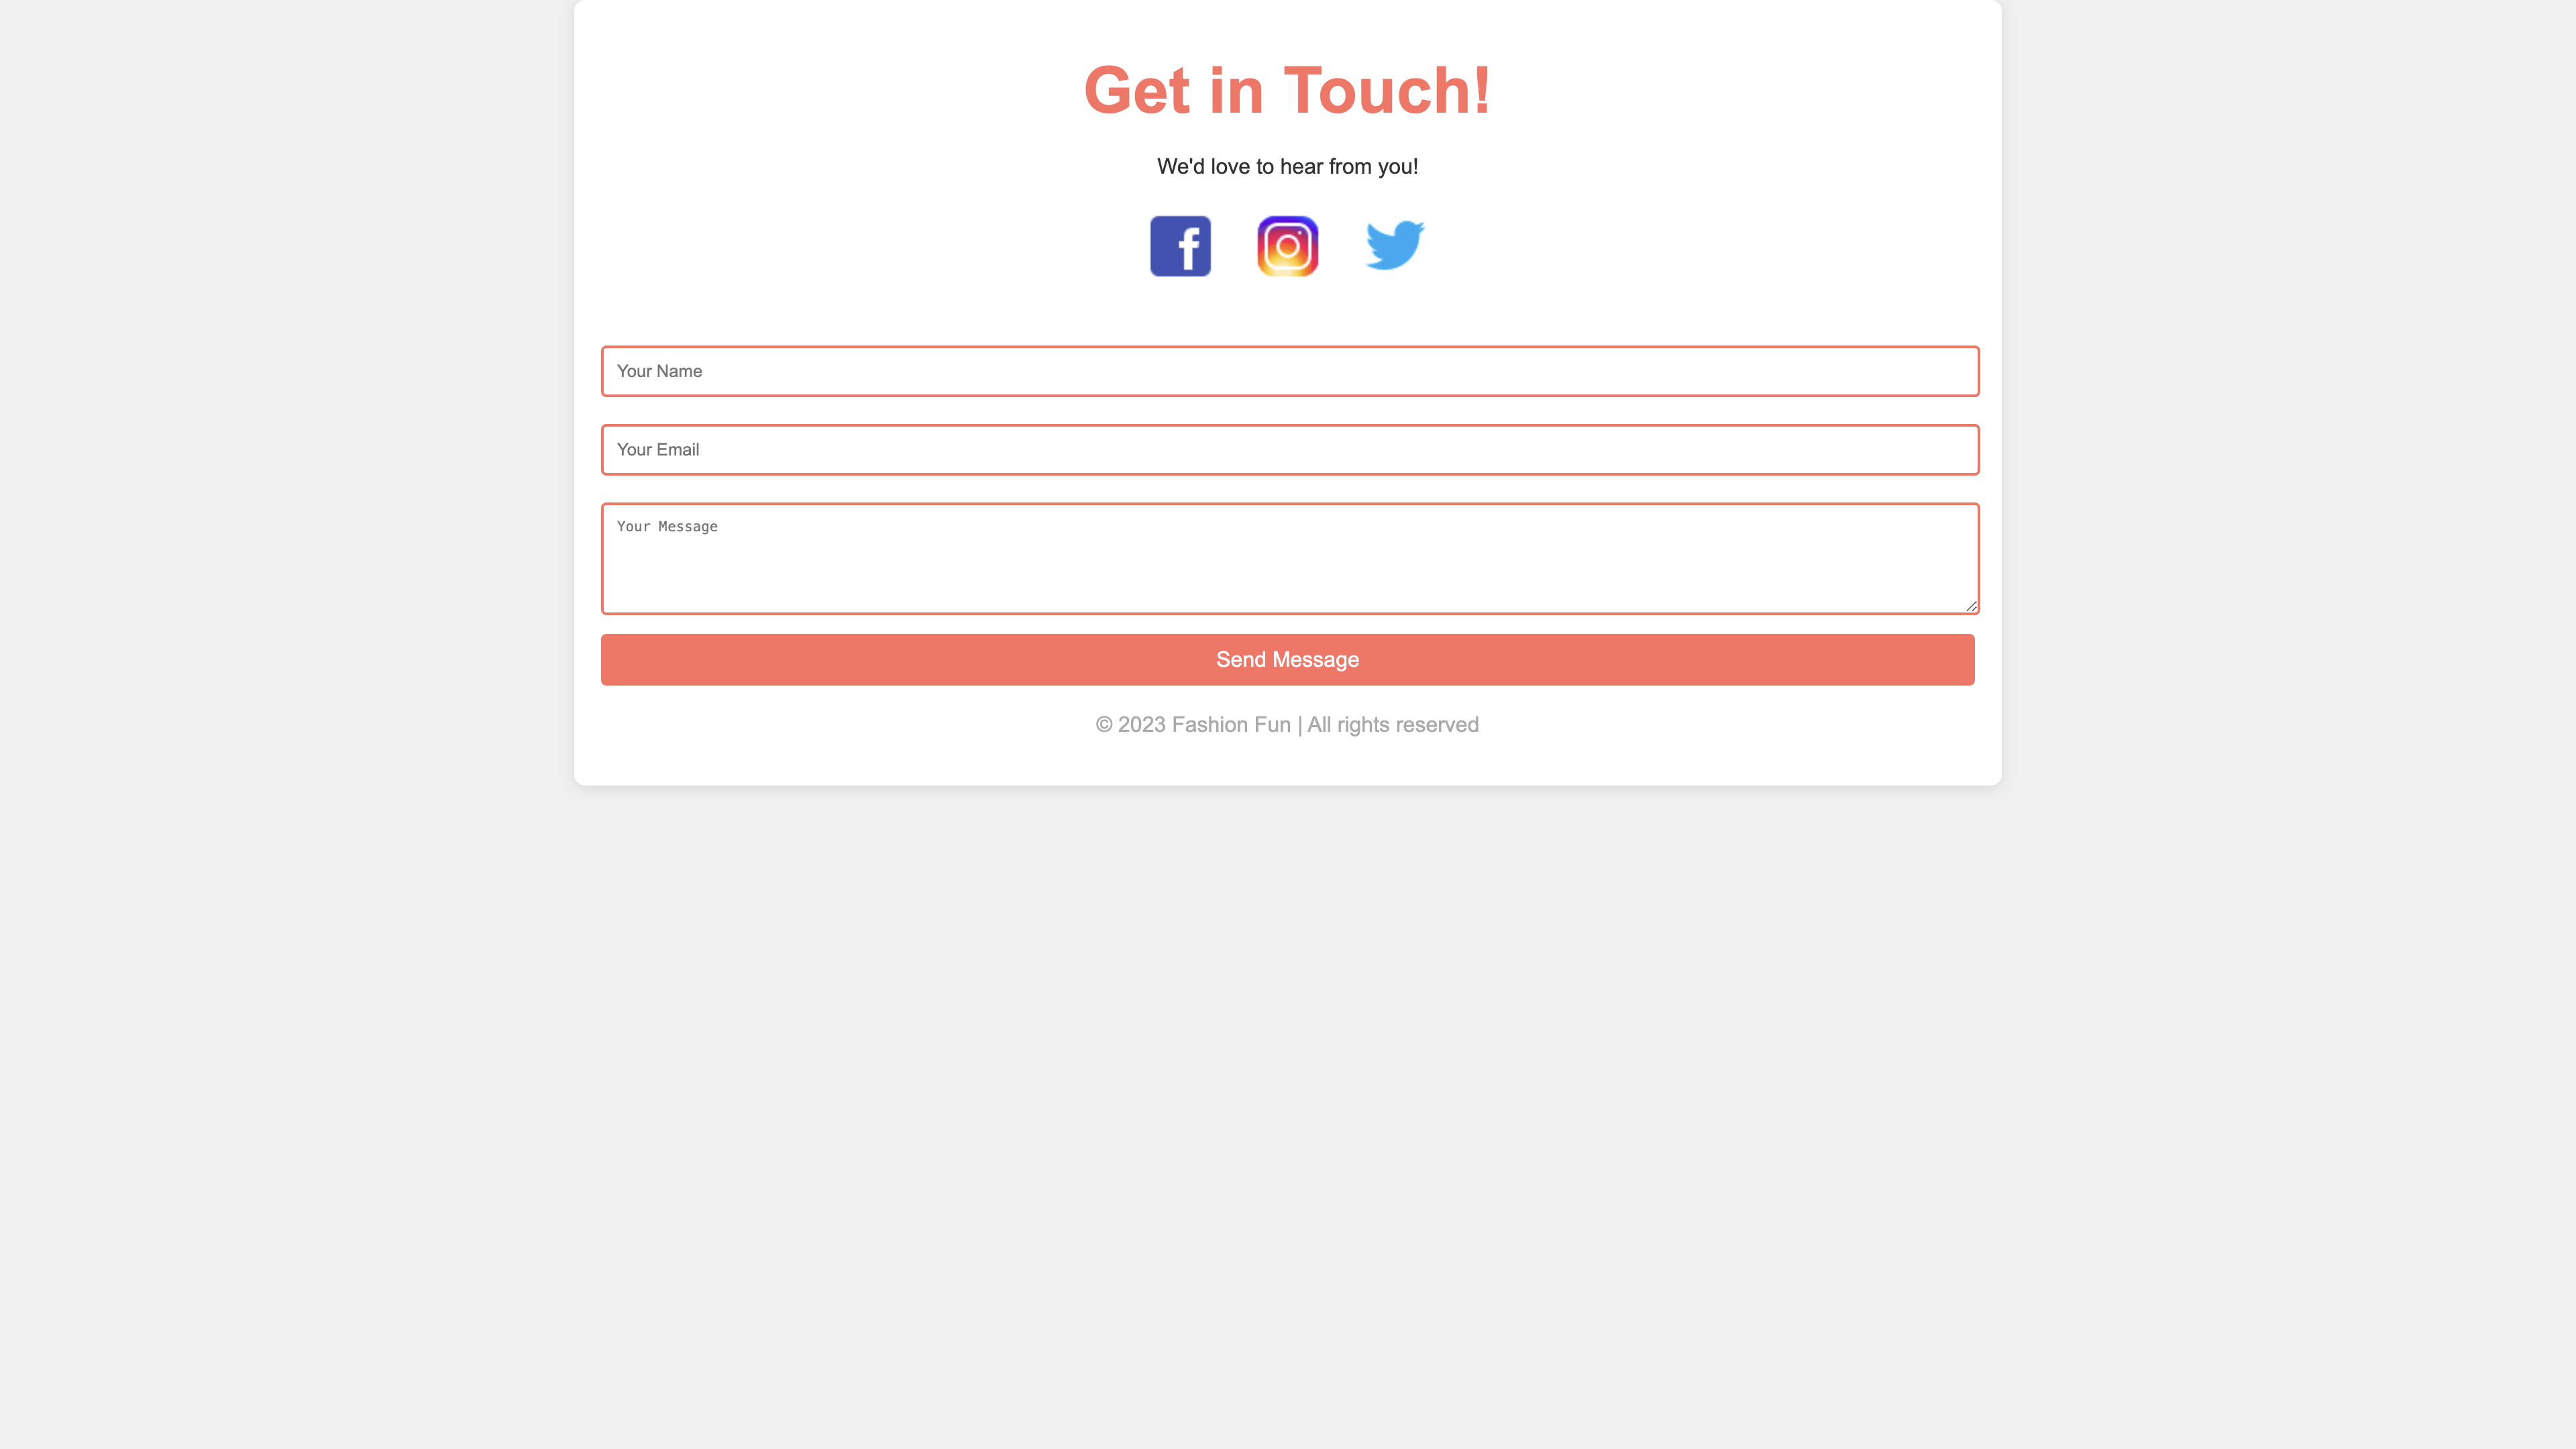 Get in Touch!
We'd love to hear from you!
Your Name
Your Email
Your Message
Send Message
© 2023 Fashion Fun | All rights reserved